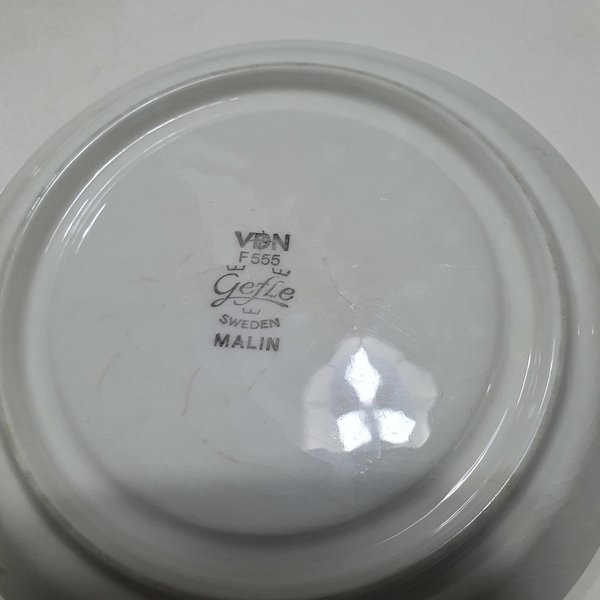 VDN
F 555
Gefle
SWEDEN
MALIN